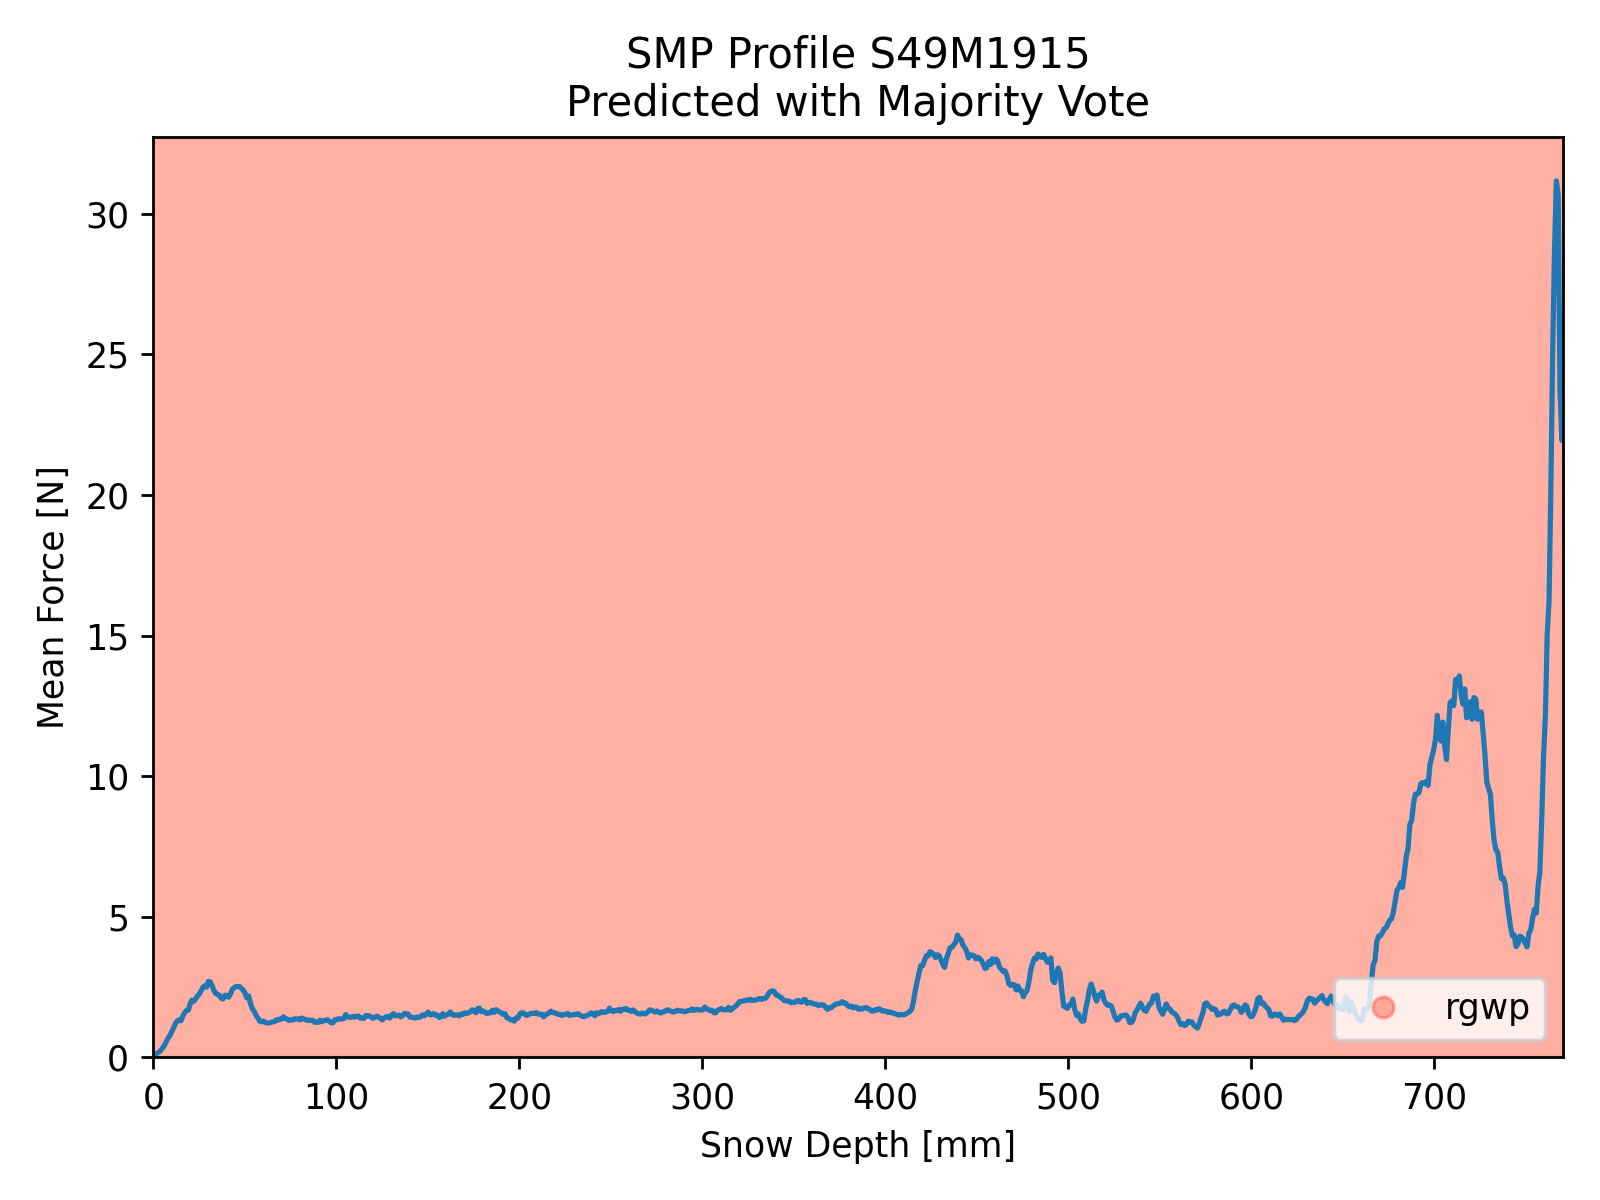 SMP Profile S49M1915
Predicted with Majority Vote
Mean Force [N]
30
25
20
15
10
5
0
0 100 200 300 400 500 600 700
Snow Depth [mm]
rgwp